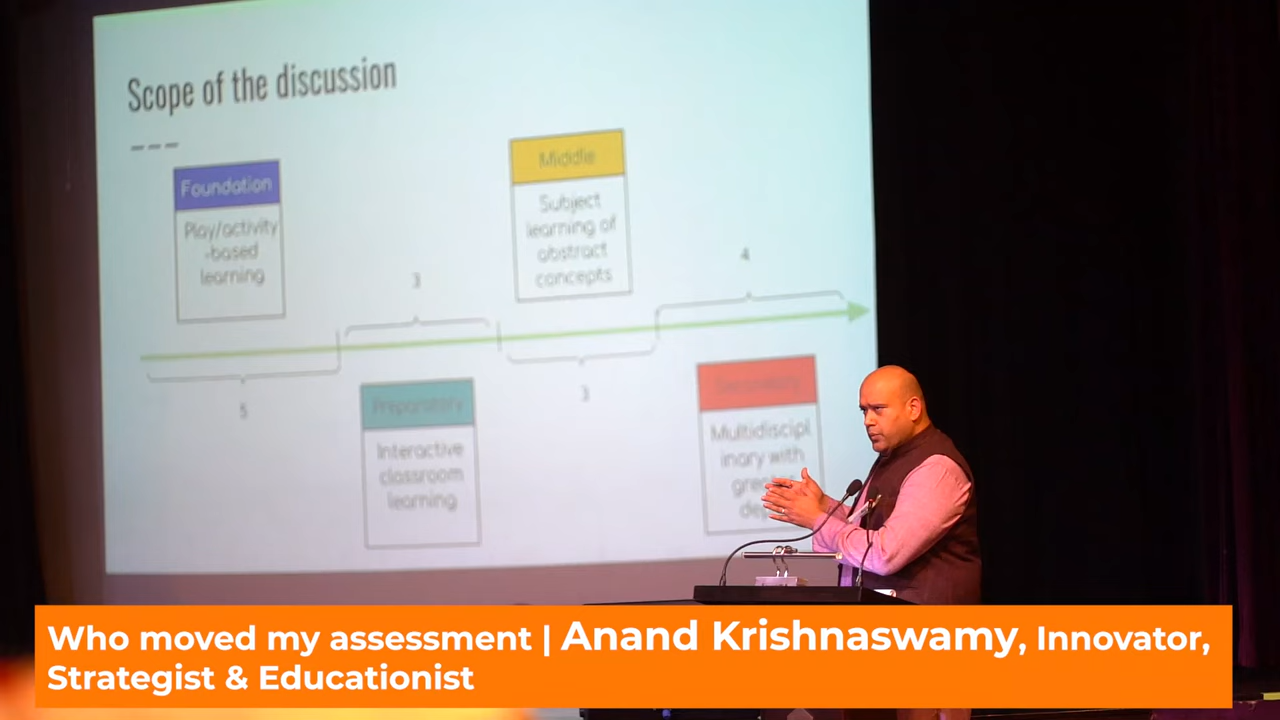 Scope of the discussion
Foundation
Play/activity
-based
learning
Middle
Subject
learning of
abstract
concepts
3
4
5
3
Preparatory
Interactive
classroom
learning
Secondary
Multidiscipl
inary with
Who moved my assessment | Anand Krishnaswamy, Innovator,
Strategist & Educationist